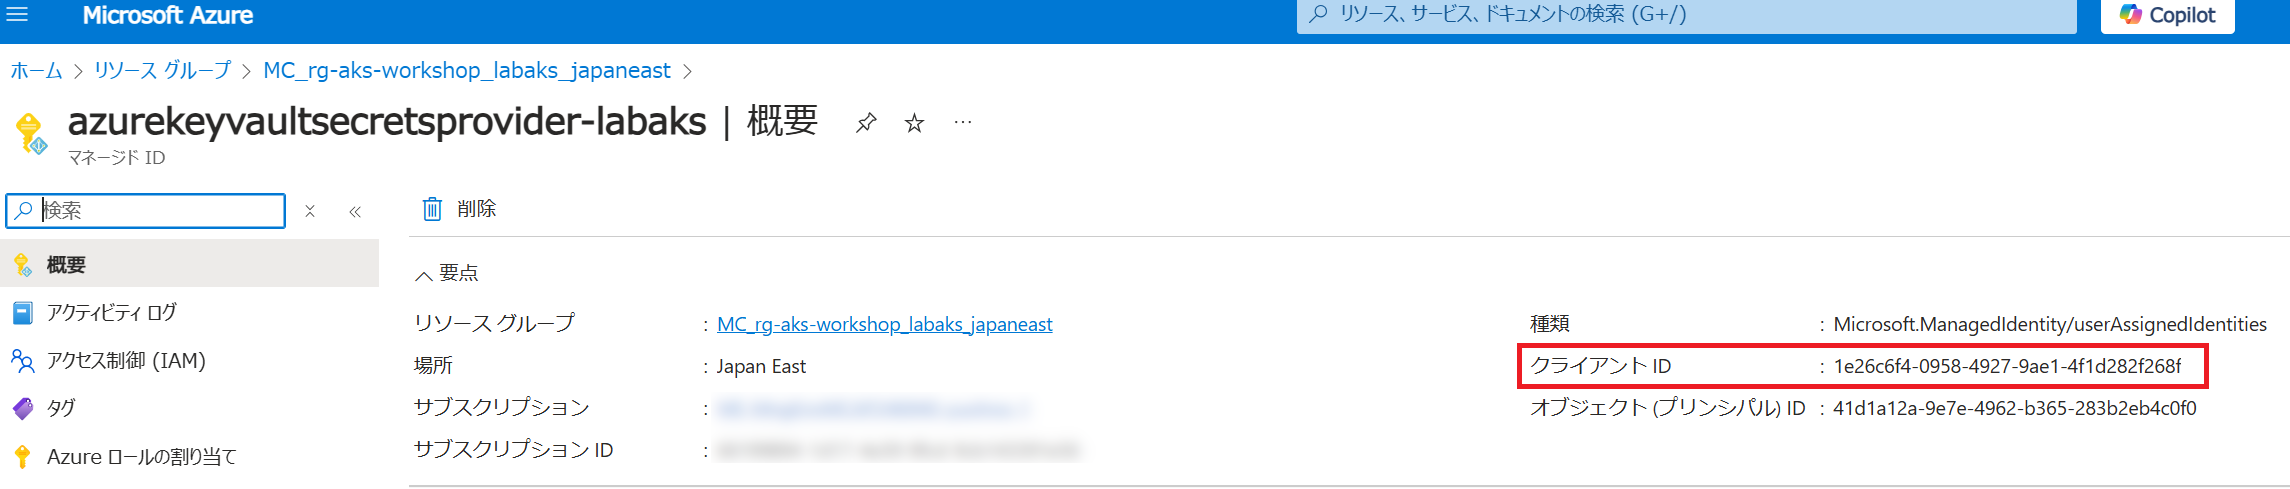 Microsoft Azure
リソース、サービス、ドキュメントの検索 (G+/)
Copilot
ホーム > リソース グループ > MC_rg-aks-workshop_labaks_japaneast >
azurekeyvaultsecretsprovider-labaks | 概要
マネージド ID
検索
削除
概要
アクティビティ ログ
アクセス制御 (IAM)
タグ
Azure ロールの割り当て
要点
リソース グループ : MC_rg-aks-workshop_labaks_japaneast
場所 : Japan East
サブスクリプション :
サブスクリプション ID :
種類 : Microsoft.ManagedIdentity/userAssignedIdentities
クライアント ID : 1e26c6f4-0958-4927-9ae1-4f1d282f268f
オブジェクト (プリンシパル) ID : 41d1a12a-9e7e-4962-b365-283b2eb4c0f0